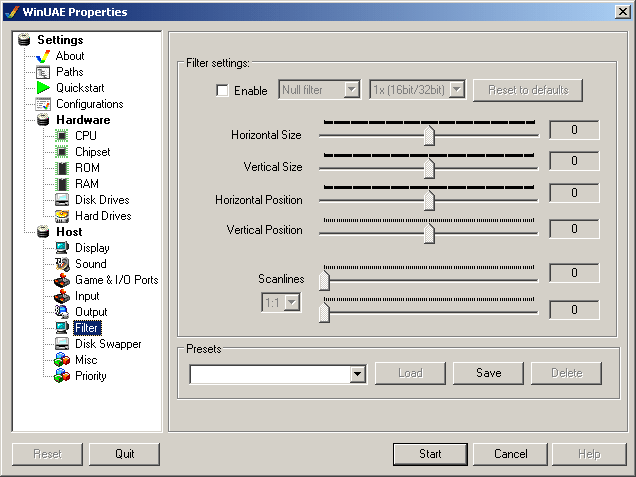 WinUAE Properties
Settings
About
Paths
Quickstart
Configurations
Hardware
CPU
Chipset
ROM
RAM
Disk Drives
Hard Drives
Host
Display
Sound
Game & I/O Ports
Input
Output
Filter
Disk Swapper
Misc
Priority
Filter settings:
Enable Null filter 1x (16bit/32bit) Reset to defaults
Horizontal Size 0
Vertical Size 0
Horizontal Position 0
Vertical Position 0
Scanlines 0
1:1 0
Presets
Load Save Delete
Reset Quit Start Cancel Help